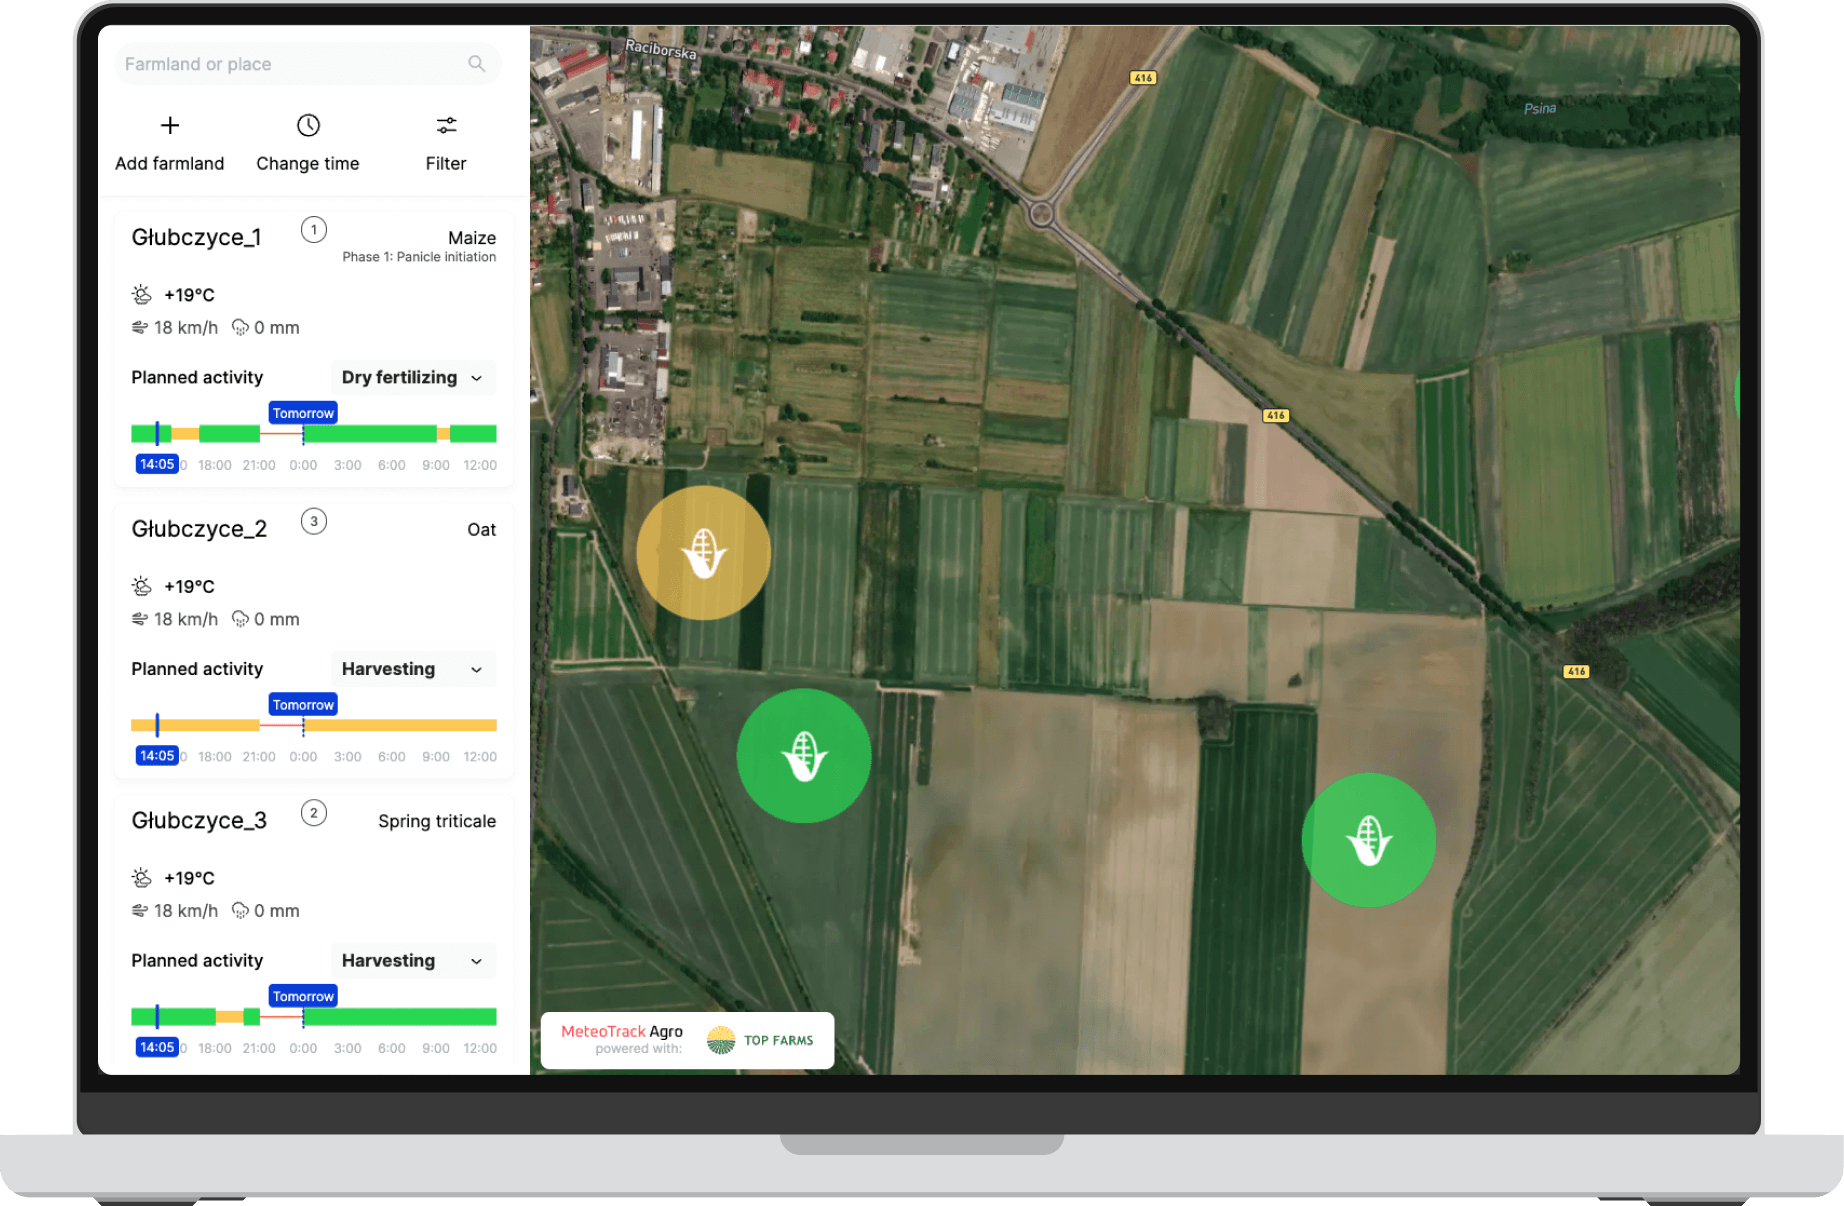 Farmland or place
Add farmland
Change time
Filter
Głubczyce_1
1
Maize
Phase 1: Panicle initiation
+19°C
18 km/h
0 mm
Planned activity
Dry fertilizing
Tomorrow
14:05
0 18:00 21:00 0:00 3:00 6:00 9:00 12:00
Głubczyce_2
3
Oat
+19°C
18 km/h
0 mm
Planned activity
Harvesting
Tomorrow
14:05
0 18:00 21:00 0:00 3:00 6:00 9:00 12:00
Głubczyce_3
2
Spring triticale
+19°C
18 km/h
0 mm
Planned activity
Harvesting
Tomorrow
14:05
0 18:00 21:00 0:00 3:00 6:00 9:00 12:00
Raciborska
416
Psina
416
416
MeteoTrack Agro
powered with:
TOP FARMS